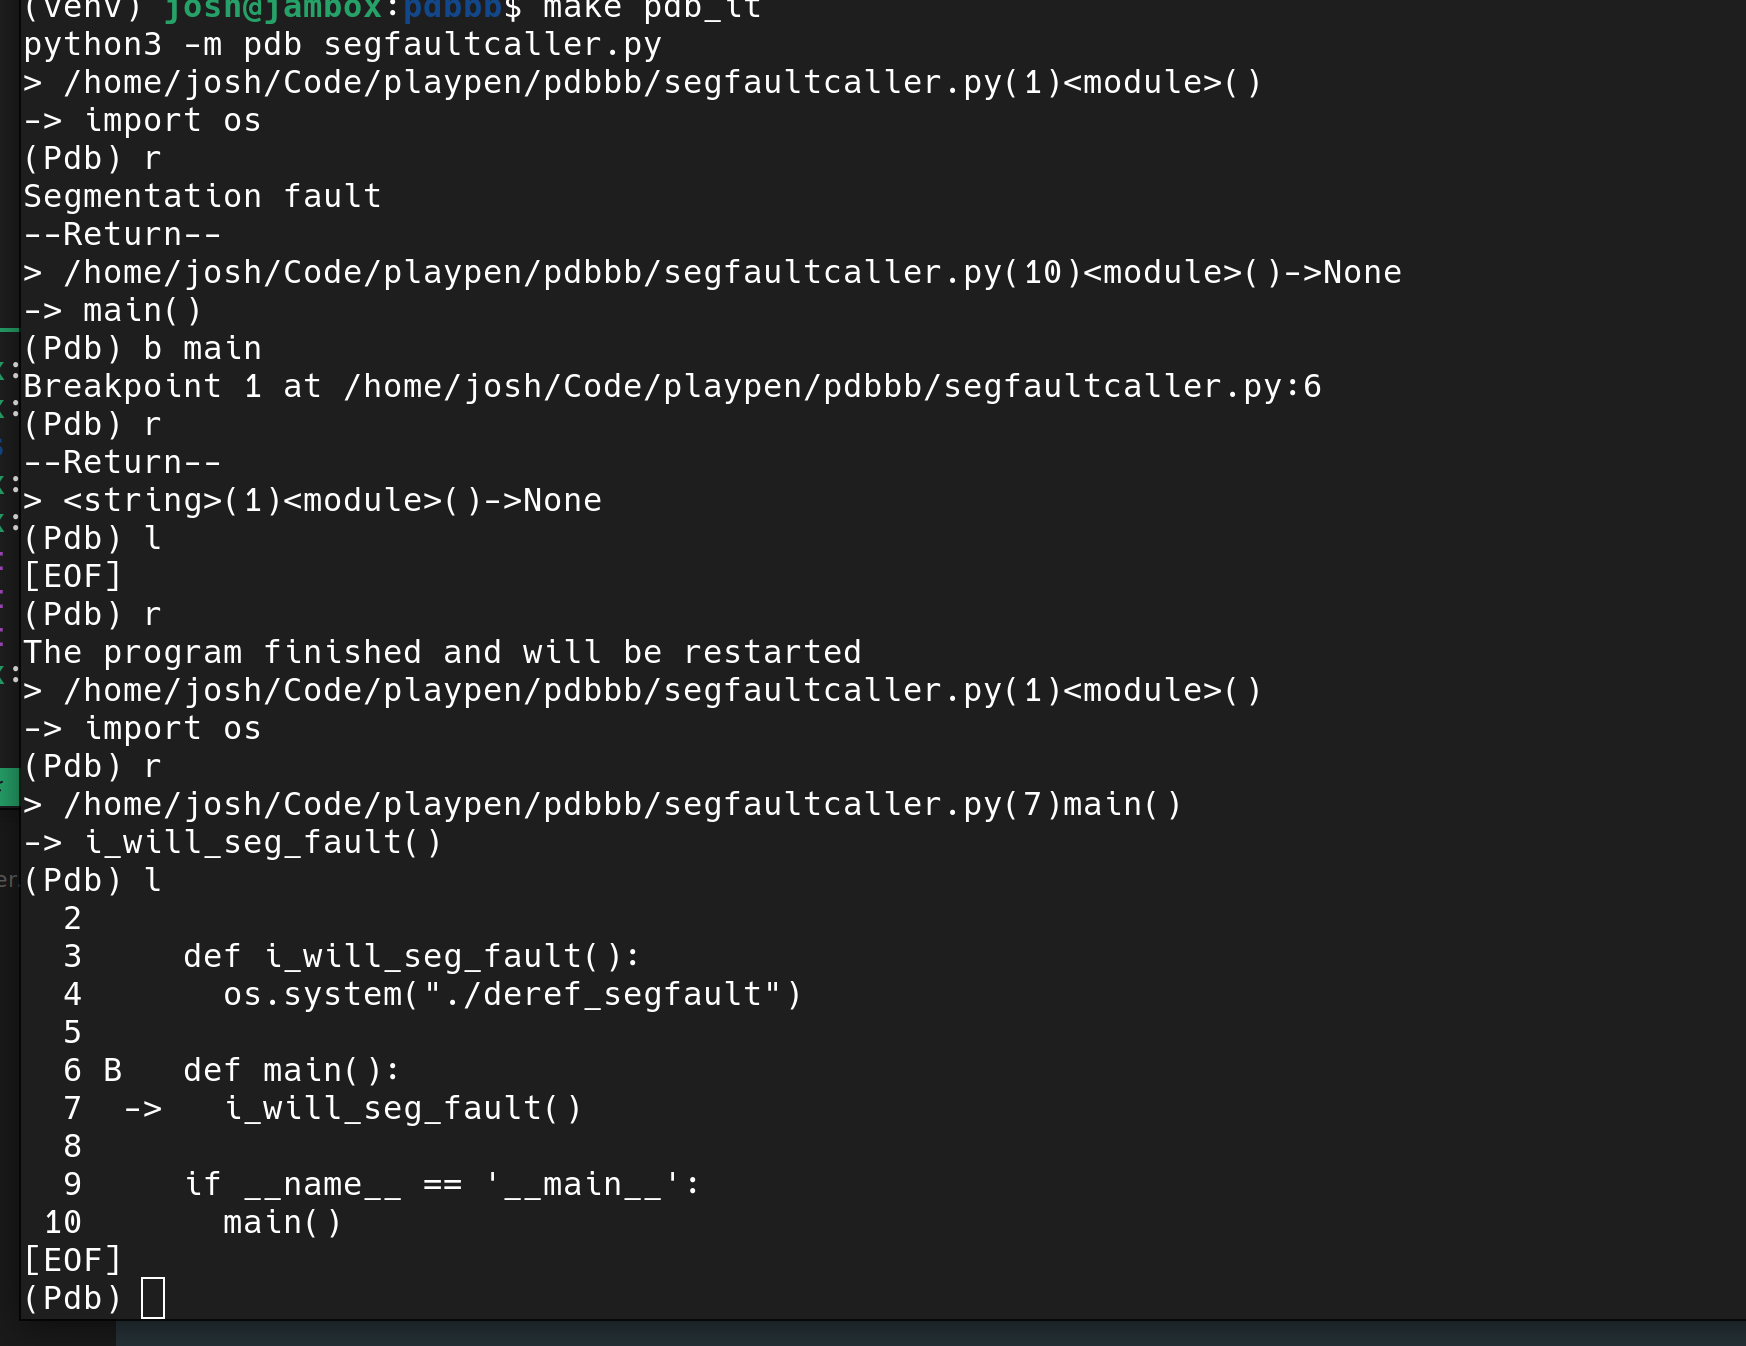 (venv) josh@jambox:pdbbb$ make pdb_it
python3 -m pdb segfaultcaller.py
> /home/josh/Code/playpen/pdbbb/segfaultcaller.py(1)<module>()
-> import os
(Pdb) r
Segmentation fault
--Return--
> /home/josh/Code/playpen/pdbbb/segfaultcaller.py(10)<module>()->None
-> main()
(Pdb) b main
Breakpoint 1 at /home/josh/Code/playpen/pdbbb/segfaultcaller.py:6
(Pdb) r
--Return--
> <string>(1)<module>()->None
(Pdb) l
[EOF]
(Pdb) r
The program finished and will be restarted
> /home/josh/Code/playpen/pdbbb/segfaultcaller.py(1)<module>()
-> import os
(Pdb) r
> /home/josh/Code/playpen/pdbbb/segfaultcaller.py(7)main()
-> i_will_seg_fault()
(Pdb) l
  2
  3     def i_will_seg_fault():
  4       os.system("./deref_segfault")
  5
  6 B   def main():
  7  ->   i_will_seg_fault()
  8
  9     if __name__ == '__main__':
 10       main()
[EOF]
(Pdb)